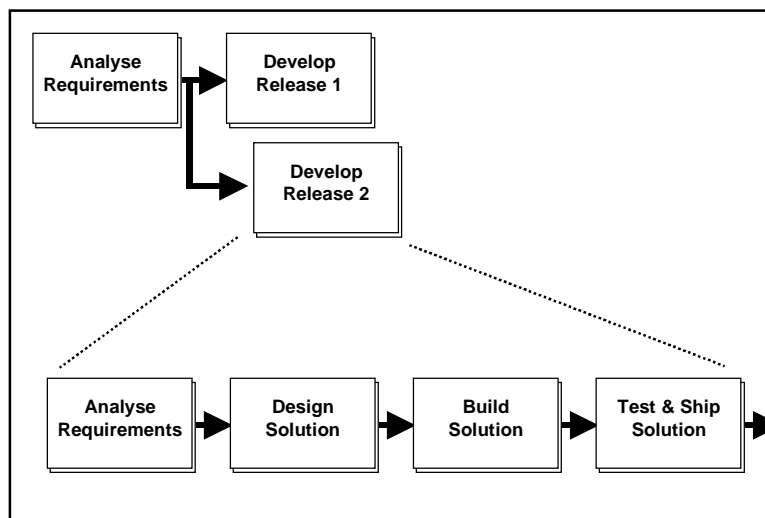 Analyse
Requirements
Develop
Release 1
Develop
Release 2
Analyse
Requirements
Design
Solution
Build
Solution
Test & Ship
Solution